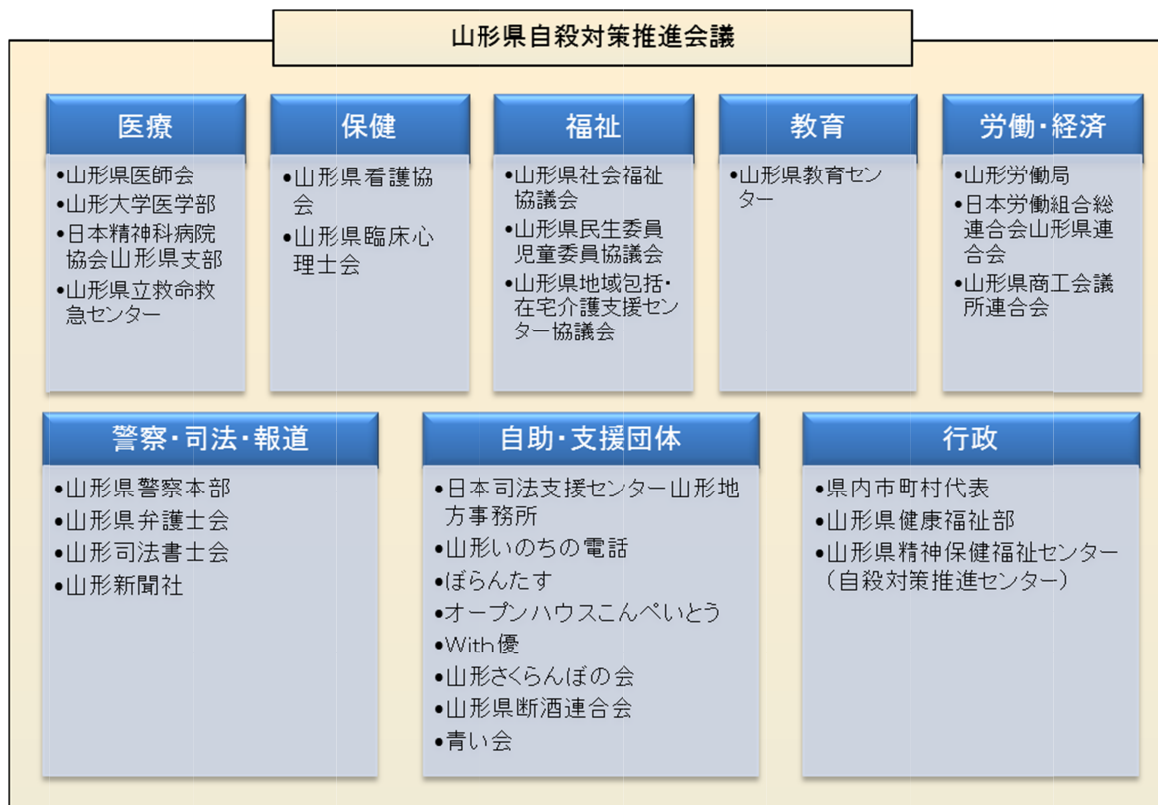 山形県自殺対策推進会議
医療
•山形県医師会
•山形大学医学部
•日本精神科病院
協会山形県支部
•山形県立救命救
急センター
保健
•山形県看護協
会
•山形県臨床心
理士会
福祉
•山形県社会福祉
協議会
•山形県民生委員
児童委員協議会
•山形県地域包括・
在宅介護支援セン
ター協議会
教育
•山形県教育セン
ター
労働・経済
•山形労働局
•日本労働組合総
連合会山形県連
合会
•山形県商工会議
所連合会
警察・司法・報道
•山形県警察本部
•山形県弁護士会
•山形司法書士会
•山形新聞社
自助・支援団体
•日本司法支援センター山形地
方事務所
•山形いのちの電話
•ぼらんたす
•オープンハウスこんぺいとう
•With優
•山形さくらんぼの会
•山形県断酒連合会
•青い会
行政
•県内市町村代表
•山形県健康福祉部
•山形県精神保健福祉センター
（自殺対策推進センター）